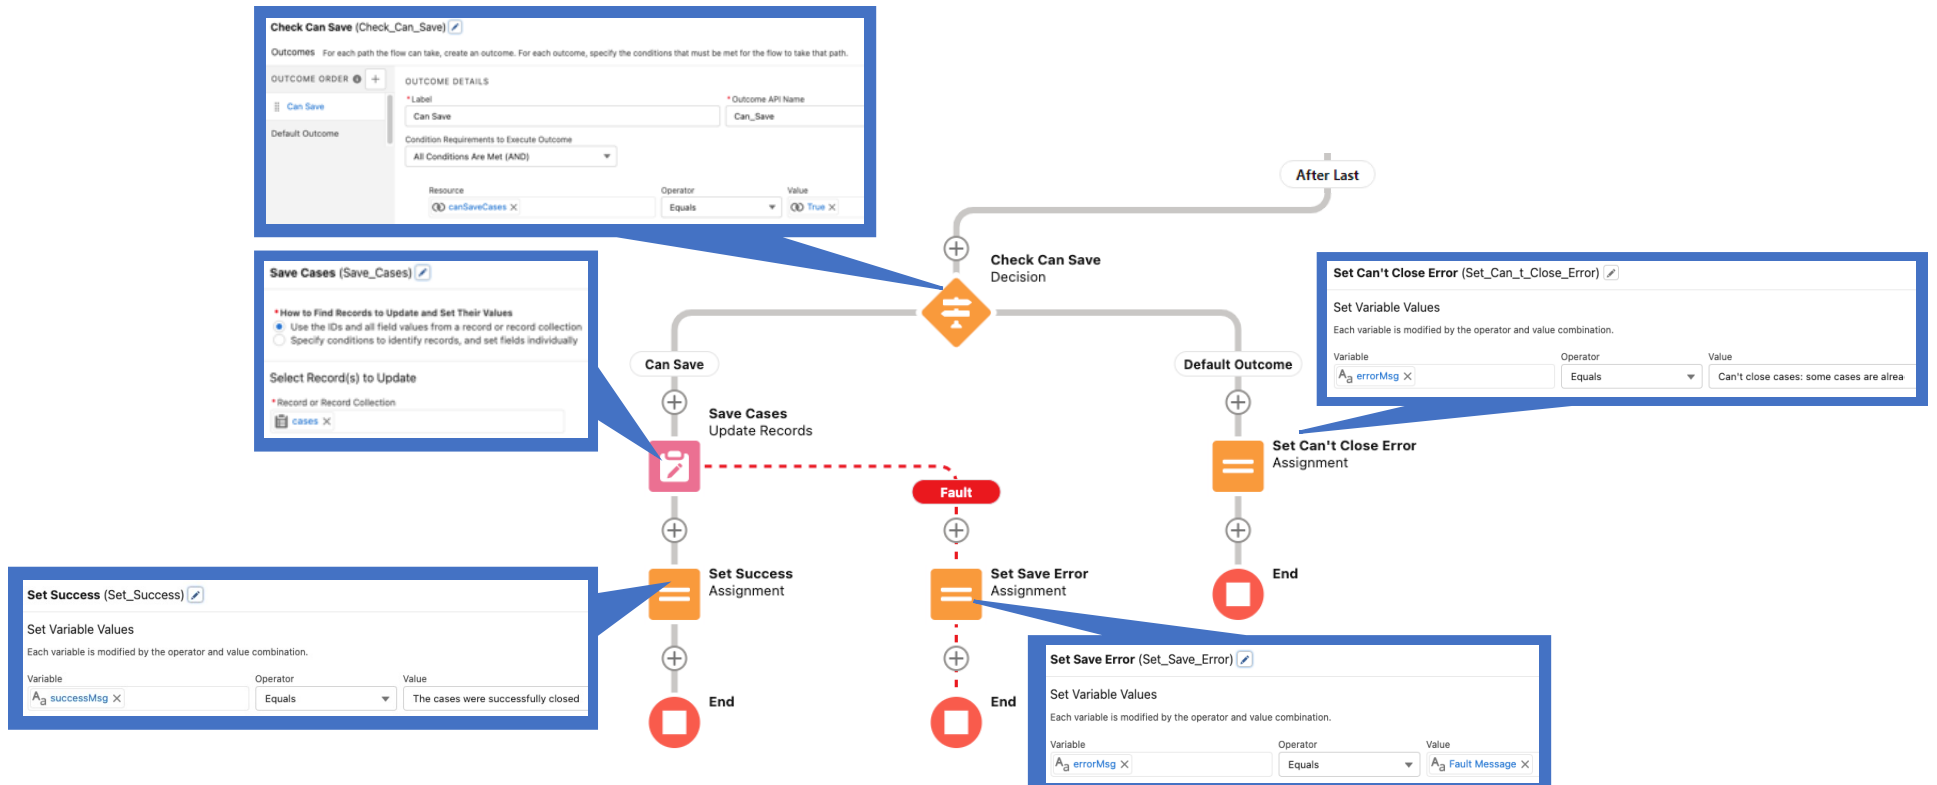 Check Can Save (Check_Can_Save)
Outcomes For each path the flow can take, create an outcome. For each outcome, specify the conditions that must be met for the flow to take that path.
OUTCOME ORDER
OUTCOME DETAILS
Can Save
Default Outcome
*Label
*Outcome API Name
Can Save
Can_Save
Condition Requirements to Execute Outcome
All Conditions Are Met (AND)
Resource
Operator
Value
canSaveCases
Equals
True
After Last
Check Can Save
Decision
Save Cases (Save_Cases)
*How to Find Records to Update and Set Their Values
Use the IDs and all field values from a record or record collection
Specify conditions to identify records, and set fields individually
Select Record(s) to Update
*Record or Record Collection
cases
Set Can't Close Error (Set_Can_t_Close_Error)
Set Variable Values
Each variable is modified by the operator and value combination.
Variable
Operator
Value
Aa errorMsg
Equals
Can't close cases: some cases are alrea
Can Save
Default Outcome
Save Cases
Update Records
Set Can't Close Error
Assignment
Fault
Set Success
Assignment
Set Save Error
Assignment
End
Set Success (Set_Success)
Set Variable Values
Each variable is modified by the operator and value combination.
Variable
Operator
Value
Aa successMsg
Equals
The cases were successfully closed
End
End
Set Save Error (Set_Save_Error)
Set Variable Values
Each variable is modified by the operator and value combination.
Variable
Operator
Value
Aa errorMsg
Equals
Aa Fault Message